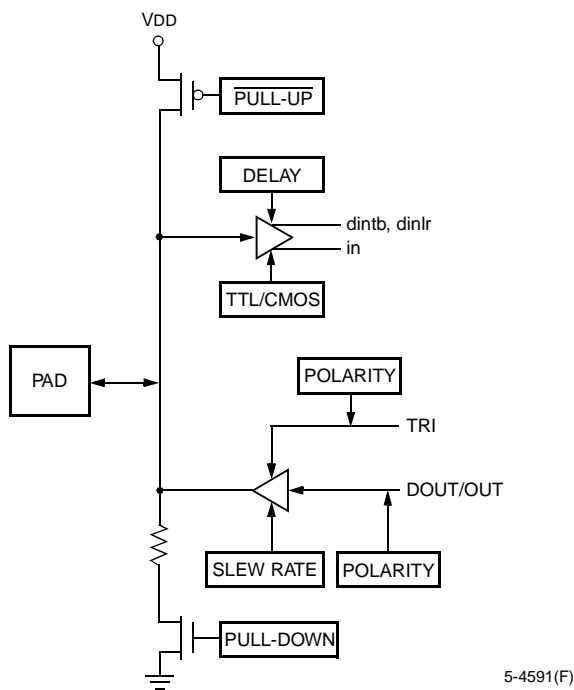 VDD
PULL-UP
DELAY
dintb, dinlr
in
TTL/CMOS
PAD
POLARITY
TRI
DOUT/OUT
SLEW RATE
POLARITY
PULL-DOWN
5-4591(F)